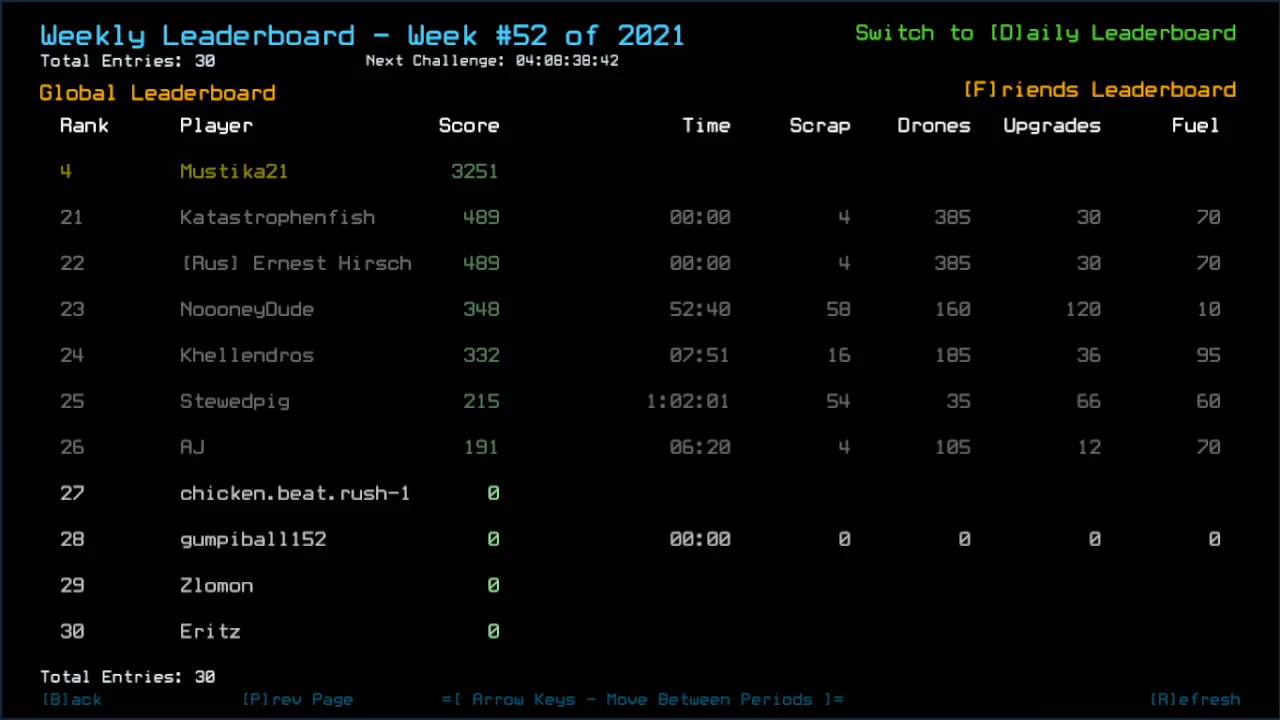 Weekly Leaderboard - Week #52 of 2021 Switch to [D]aily Leaderboard
Total Entries: 30 Next Challenge: 04:08:38:42
Global Leaderboard [F]riends Leaderboard
Rank Player Score Time Scrap Drones Upgrades Fuel
4 Mustika21 3251
21 Katastrophenfish 489 00:00 4 385 30 70
22 [Rus] Ernest Hirsch 489 00:00 4 385 30 70
23 NoooneyDude 348 52:40 58 160 120 10
24 Khellendros 332 07:51 16 185 36 95
25 Stewedpig 215 1:02:01 54 35 66 60
26 AJ 191 06:20 4 105 12 70
27 chicken.beat.rush-1 0
28 gumpiball152 0 00:00 0 0 0 0
29 Zlomon 0
30 Eritz 0
Total Entries: 30
[B]ack [P]rev Page =[ Arrow Keys - Move Between Periods ]= [R]efresh